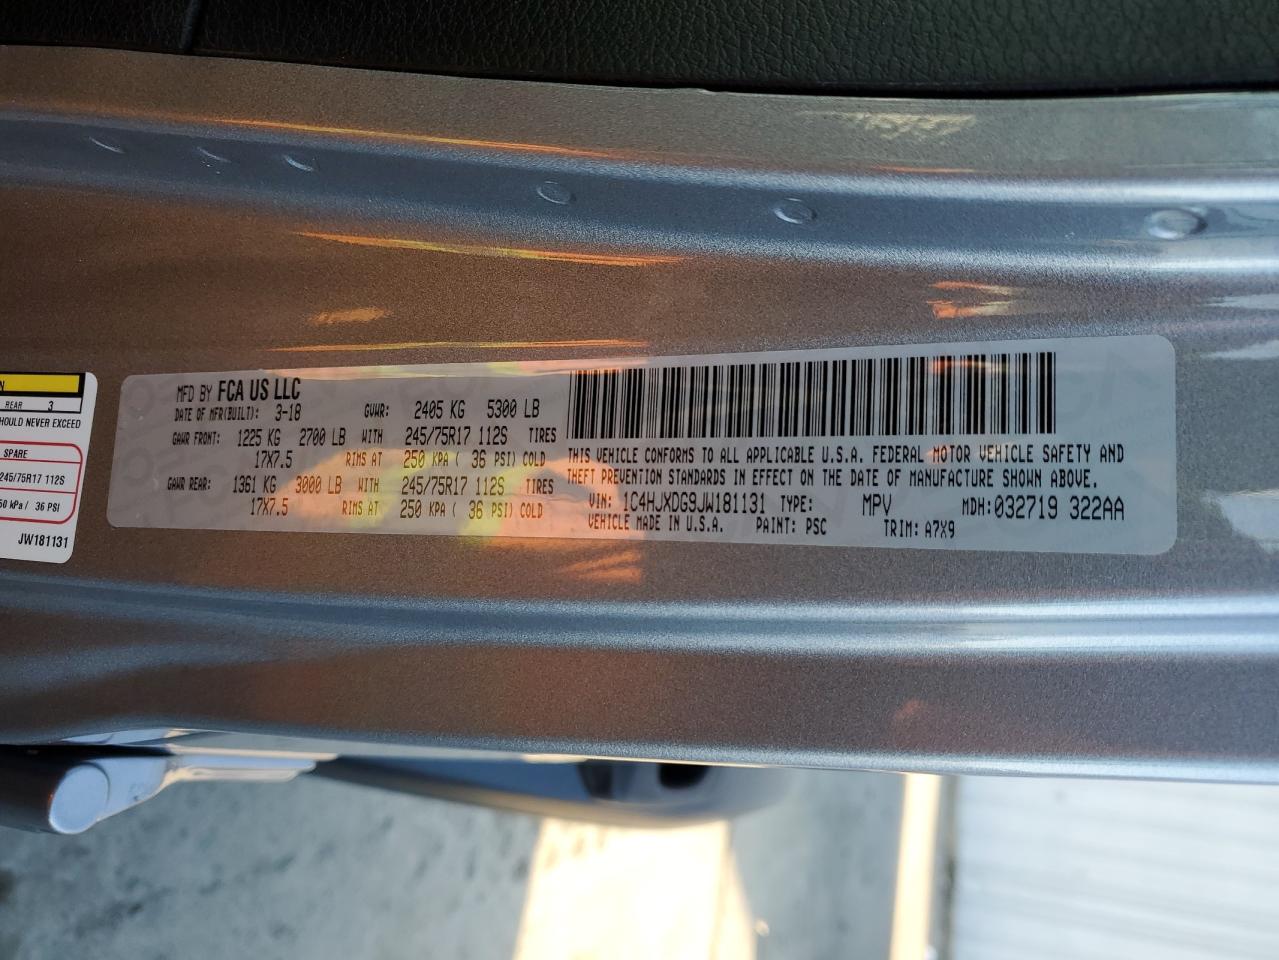 N
REAR 3
HOULD NEVER EXCEED
SPARE
245/75R17 112S
50 kPa / 36 PSI
JW181131
MFD BY FCA US LLC
DATE OF MFR(BUILT): 3-18 GVWR: 2405 KG 5300 LB
GAWR FRONT: 1225 KG 2700 LB WITH 245/75R17 112S TIRES
17X7.5 RIMS AT 250 KPA ( 36 PSI) COLD
GAWR REAR: 1361 KG 3000 LB WITH 245/75R17 112S TIRES
17X7.5 RIMS AT 250 KPA ( 36 PSI) COLD
THIS VEHICLE CONFORMS TO ALL APPLICABLE U.S.A. FEDERAL MOTOR VEHICLE SAFETY AND
THEFT PREVENTION STANDARDS IN EFFECT ON THE DATE OF MANUFACTURE SHOWN ABOVE.
VIN: 1C4HJXDG9JW181131 TYPE: MPV MDH:032719 322AA
VEHICLE MADE IN U.S.A. PAINT: PSC TRIM: A7X9